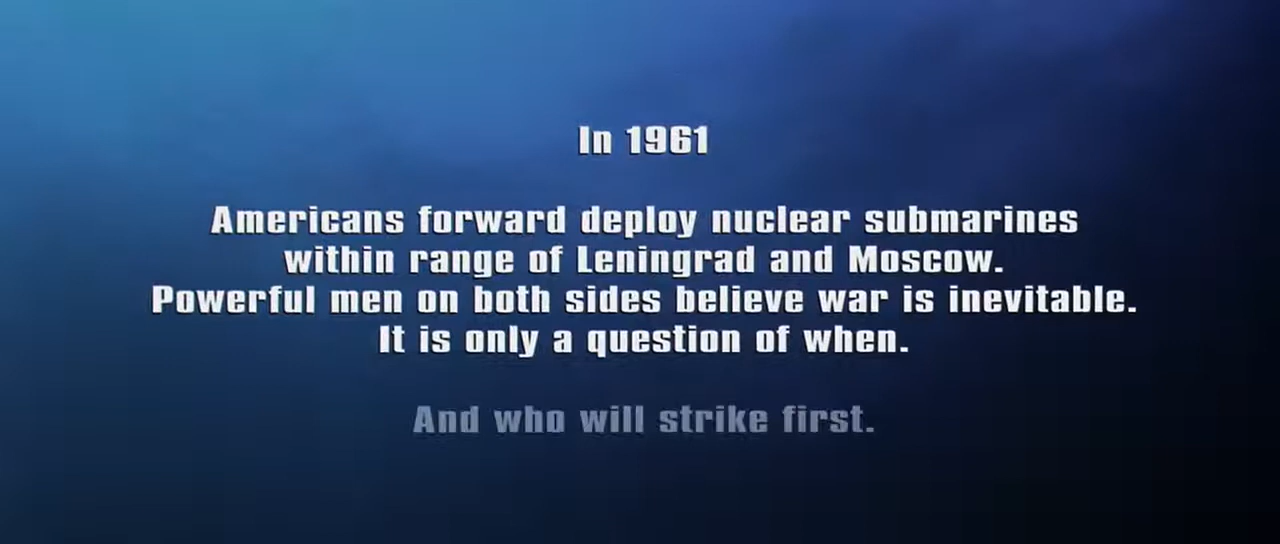 In 1961
Americans forward deploy nuclear submarines
within range of Leningrad and Moscow.
Powerful men on both sides believe war is inevitable.
It is only a question of when.
And who will strike first.